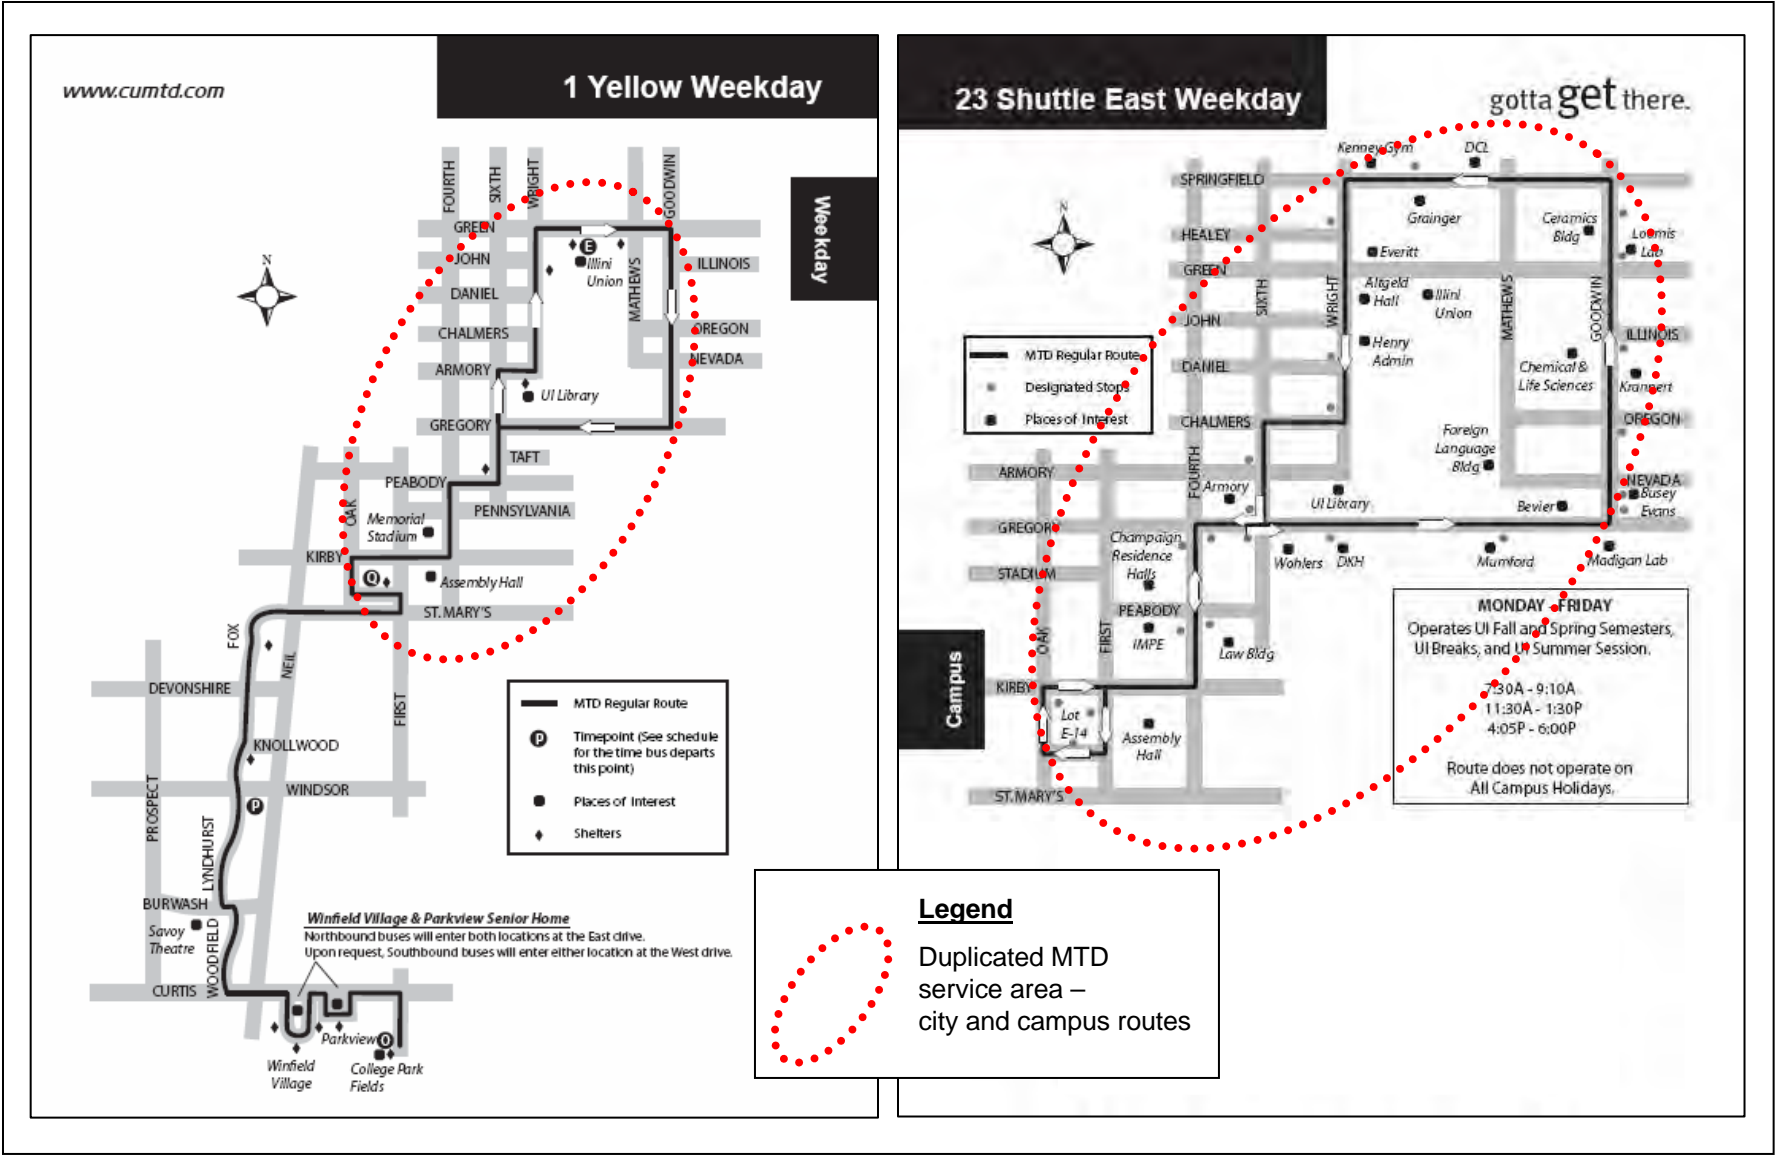 www.cumtd.com
1 Yellow Weekday
Weekday
N
FOURTH
SIXTH
WRIGHT
GOODWIN
GREEN
JOHN
DANIEL
CHALMERS
ARMORY
GREGORY
E
Illini
Union
MATHEWS
ILLINOIS
OREGON
NEVADA
UI Library
TAFT
PEABODY
PENNSYLVANIA
OAK
Memorial
Stadium
KIRBY
Q
Assembly Hall
ST. MARY'S
FOX
NEIL
FIRST
DEVONSHIRE
KNOLLWOOD
WINDSOR
P
PROSPECT
LYNDHURST
BURWASH
Savoy
Theatre
WOODFIELD
CURTIS
MTD Regular Route
P
Timepoint (See schedule
for the time bus departs
this point)
Places of Interest
Shelters
Winfield Village & Parkview Senior Home
Northbound buses will enter both locations at the East drive.
Upon request, Southbound buses will enter either location at the West drive.
Parkview
Q
Winfield
Village
College Park
Fields
23 Shuttle East Weekday
gotta get there.
Campus
N
Kenney Gym
DCL
SPRINGFIELD
Grainger
Ceramics
Bldg
Loomis
Lab
HEALEY
Everitt
GREEN
SIXTH
WRIGHT
Altgeld
Hall
Illini
Union
MATHEWS
GOODWIN
JOHN
ILLINOIS
Henry
Admin
DANIEL
Chemical &
Life Sciences
Krannert
CHALMERS
OREGON
Foreign
Language
Bldg
MTD Regular Route
Designated Stops
Places of Interest
ARMORY
FOURTH
Armory
UI Library
Bevier
NEVADA
Busey
Evans
GREGORY
Champaign
Residence
Halls
Wohlers
DKH
Mumford
Madigan Lab
STADIUM
PEABODY
OAK
FIRST
IMPE
Law Bldg
KIRBY
Lot
E-14
Assembly
Hall
ST. MARY'S
MONDAY - FRIDAY
Operates UI Fall and Spring Semesters,
UI Breaks, and UI Summer Session.
7:30A - 9:10A
11:30A - 1:30P
4:05P - 6:00P
Route does not operate on
All Campus Holidays.
Legend
Duplicated MTD
service area –
city and campus routes